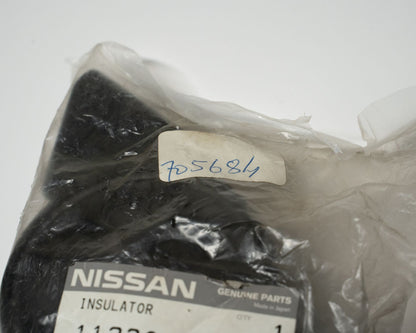 705684
NISSAN
GENUINE PARTS
Made in Japan
INSULATOR
QTY
1